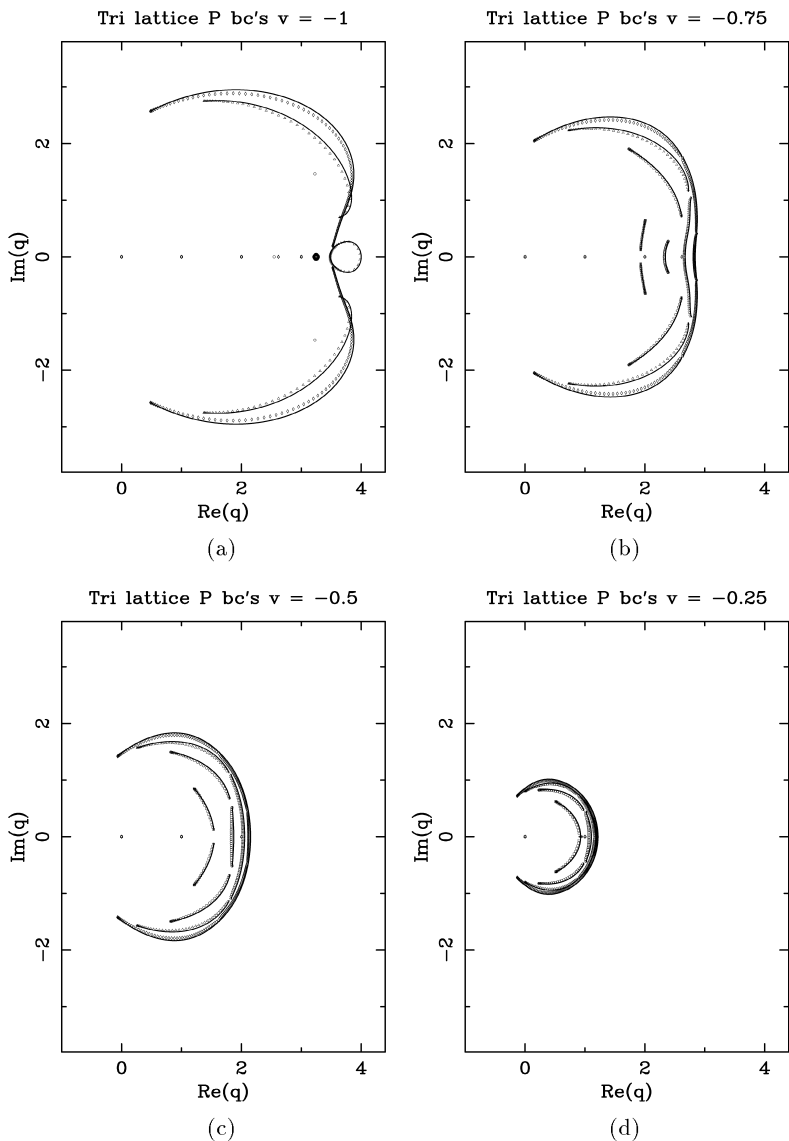 Tri lattice P bc's v = −1
Tri lattice P bc's v = −0.75
Im(q)
2
0
−2
0 2 4
Re(q)
(a)
Im(q)
2
0
−2
0 2 4
Re(q)
(b)
Tri lattice P bc's v = −0.5
Tri lattice P bc's v = −0.25
Im(q)
2
0
−2
0 2 4
Re(q)
(c)
Im(q)
2
0
−2
0 2 4
Re(q)
(d)